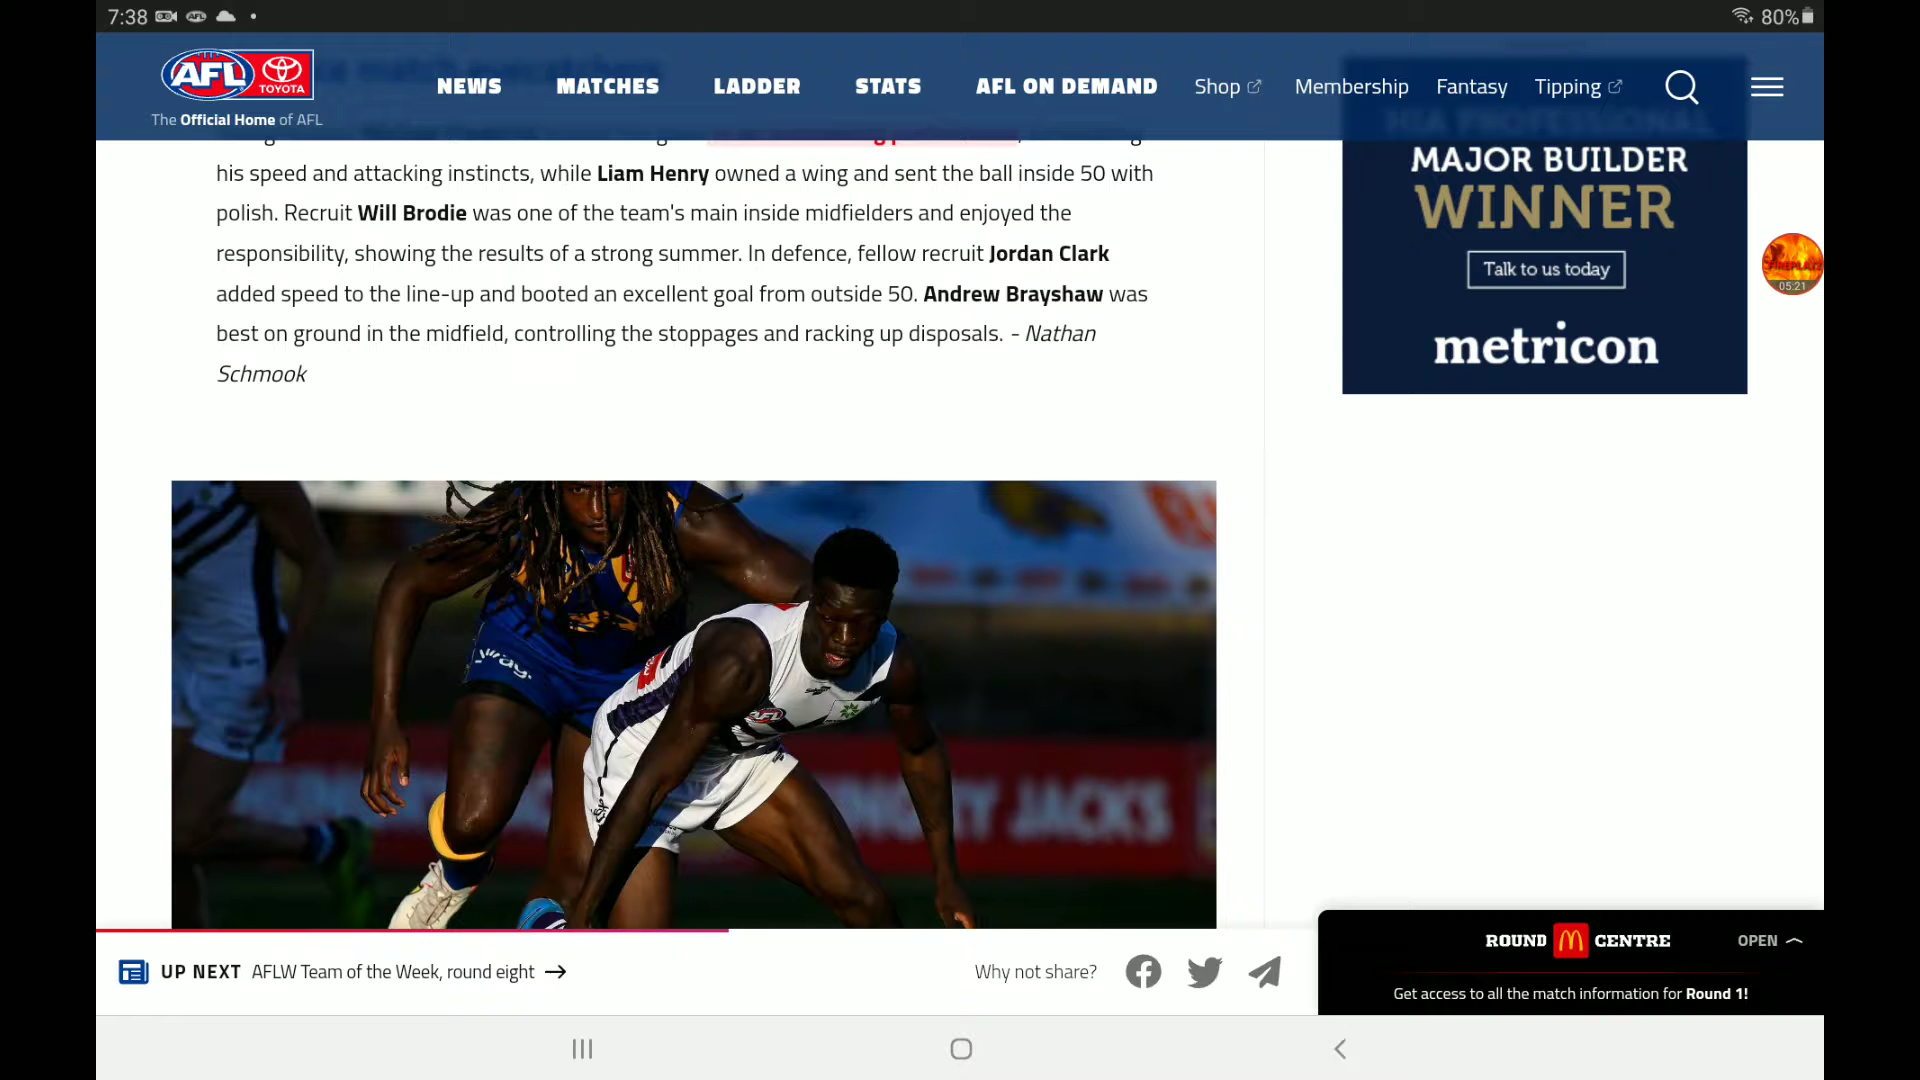 7:38
80%
AFL
TOYOTA
The Official Home of AFL
NEWS
MATCHES
LADDER
STATS
AFL ON DEMAND
Shop
Membership
Fantasy
Tipping
his speed and attacking instincts, while Liam Henry owned a wing and sent the ball inside 50 with
polish. Recruit Will Brodie was one of the team's main inside midfielders and enjoyed the
responsibility, showing the results of a strong summer. In defence, fellow recruit Jordan Clark
added speed to the line-up and booted an excellent goal from outside 50. Andrew Brayshaw was
best on ground in the midfield, controlling the stoppages and racking up disposals. - Nathan
Schmook
HIA PROFESSIONAL
MAJOR BUILDER
WINNER
Talk to us today
metricon
05:21
JACKS
UP NEXT AFLW Team of the Week, round eight
Why not share?
ROUND CENTRE
OPEN
Get access to all the match information for Round 1!